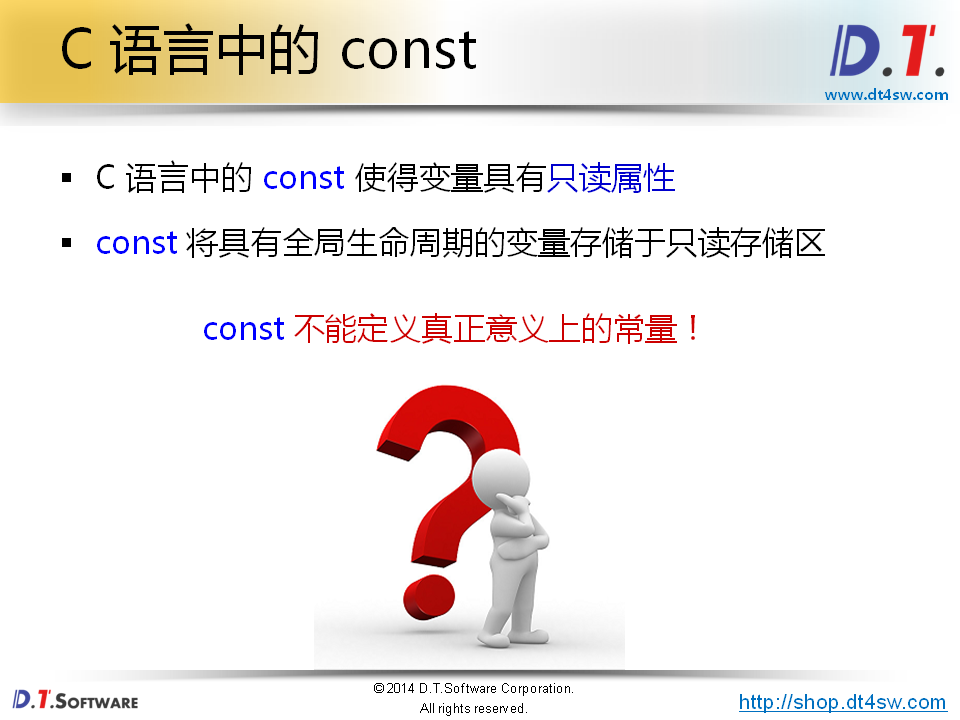 C 语言中的 const
D.T.
www.dt4sw.com
▪ C 语言中的 const 使得变量具有只读属性
▪ const 将具有全局生命周期的变量存储于只读存储区
const 不能定义真正意义上的常量！
D.T.SOFTWARE
©2014 D.T.Software Corporation.
All rights reserved.
http://shop.dt4sw.com